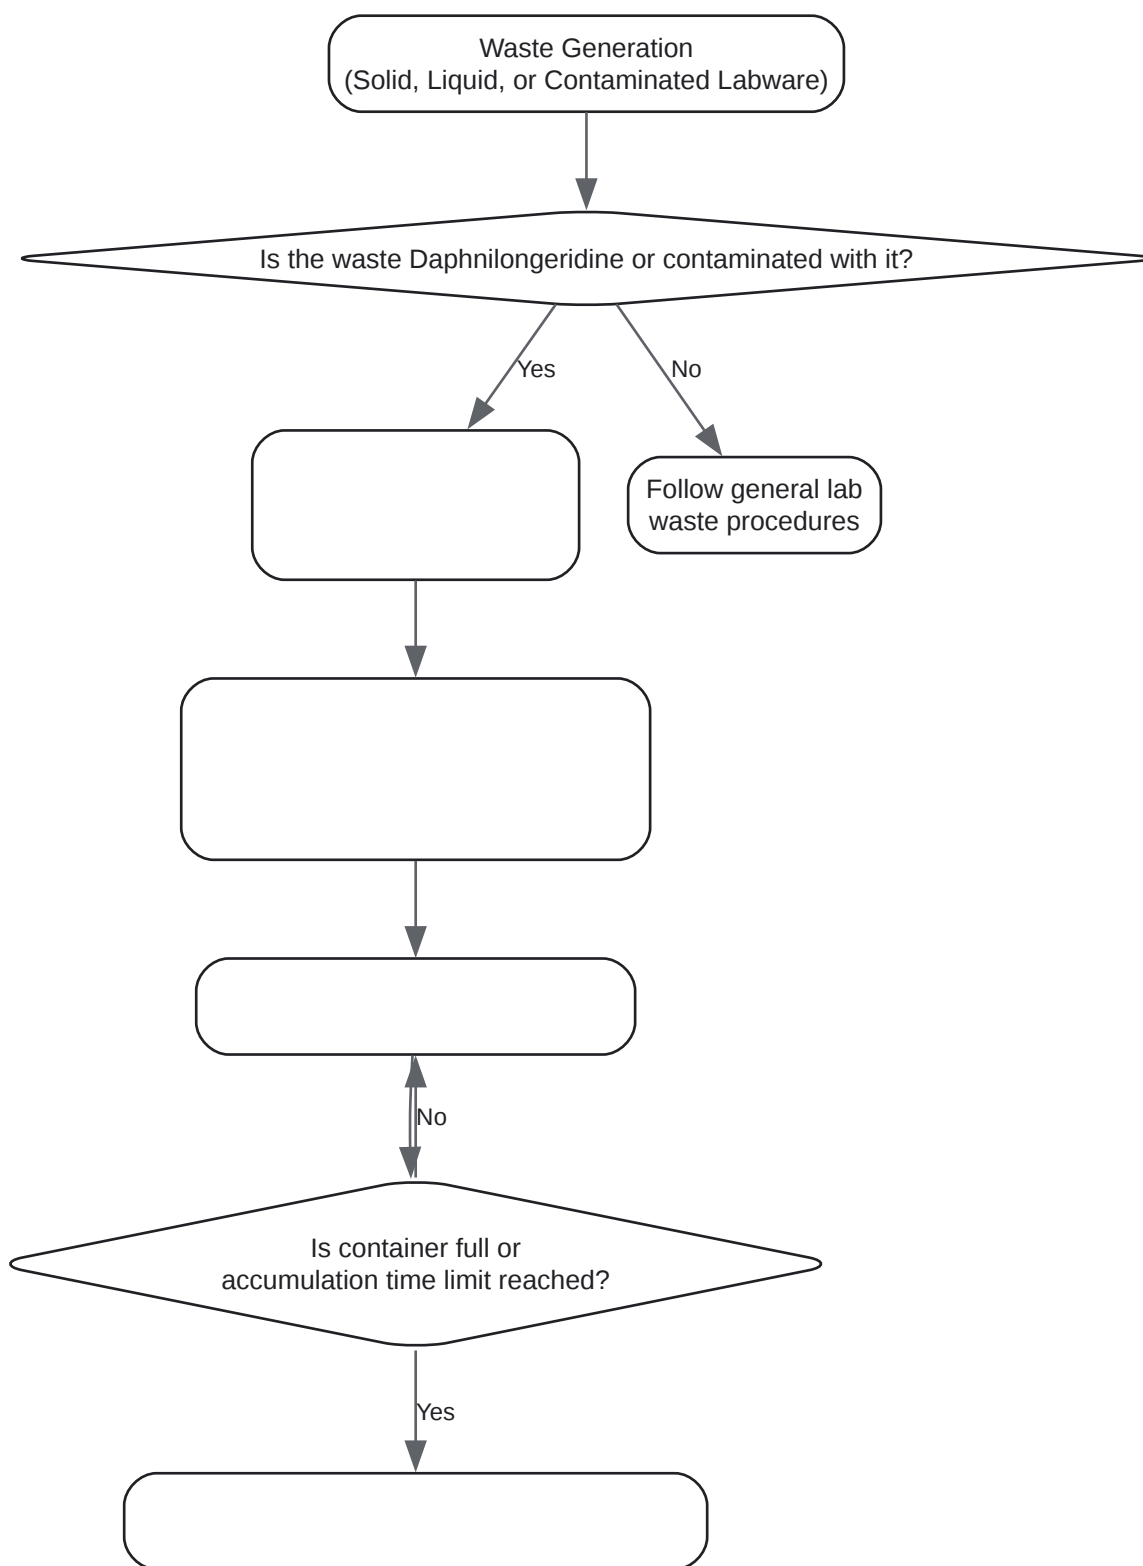 Waste Generation
(Solid, Liquid, or Contaminated Labware)
Is the waste Daphnilongeridine or contaminated with it?
Yes
No
Follow general lab
waste procedures
No
Is container full or
accumulation time limit reached?
Yes